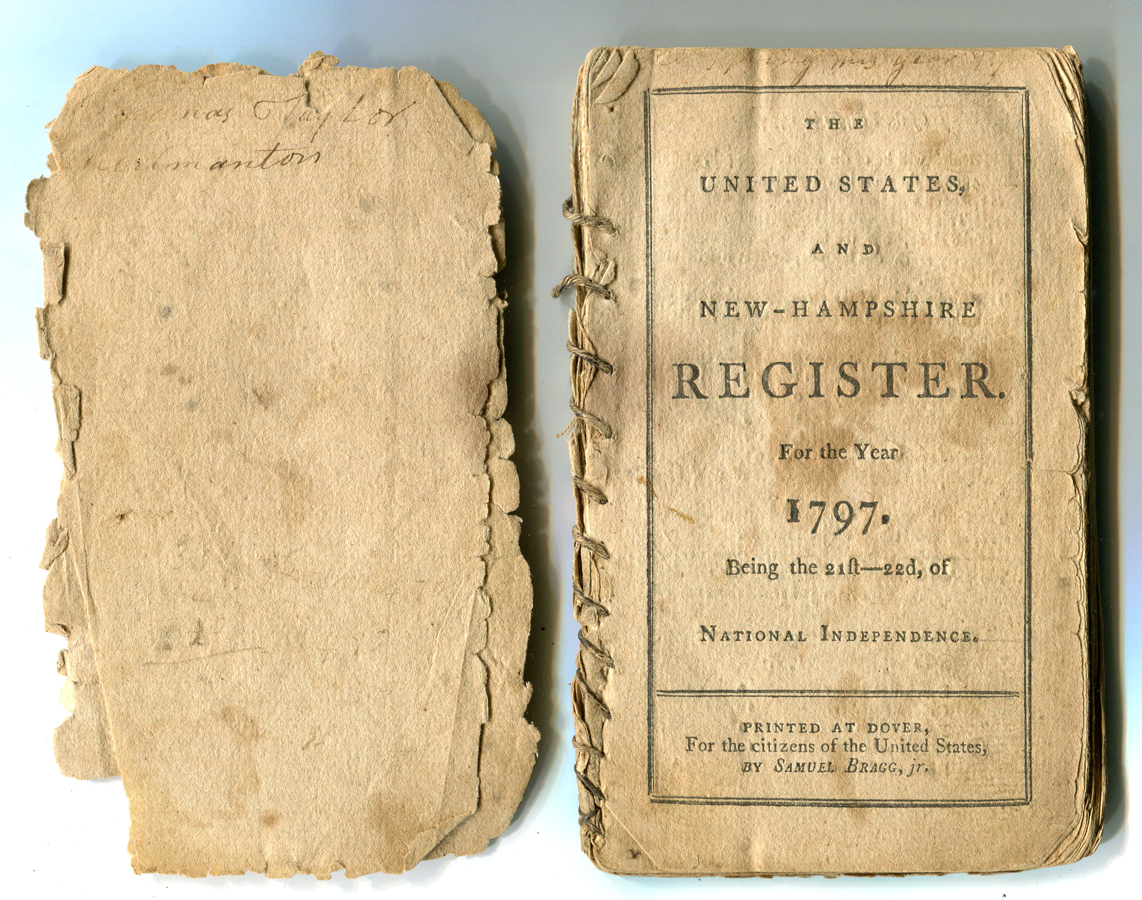 Taylor
THE
UNITED STATES,
AND
NEW-HAMPSHIRE
REGISTER.
For the Year
1797.
Being the 21ſt—22d, of
NATIONAL INDEPENDENCE.
PRINTED AT DOVER,
For the citizens of the United States,
BY SAMUEL BRAGG, jr.